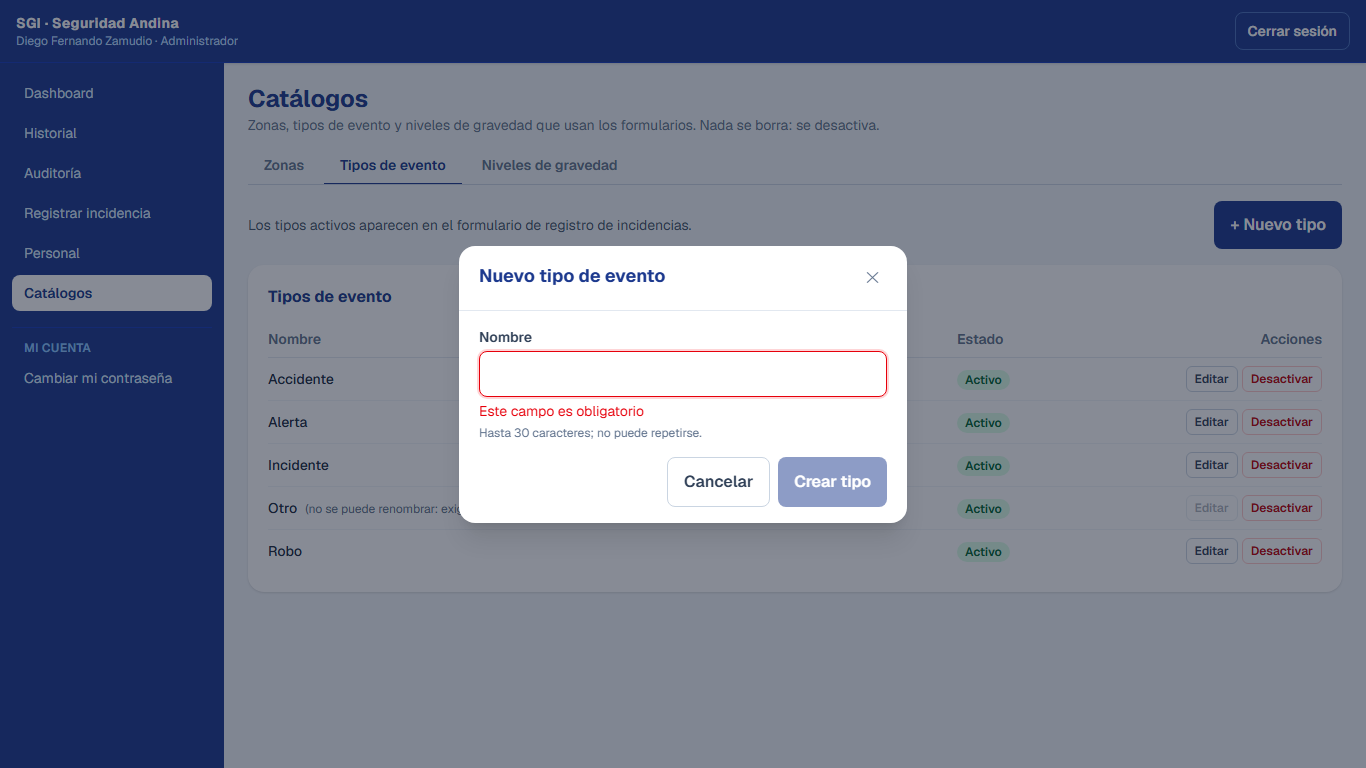 SGI · Seguridad Andina
Diego Fernando Zamudio · Administrador
Cerrar sesión
Dashboard
Historial
Auditoría
Registrar incidencia
Personal
Catálogos
MI CUENTA
Cambiar mi contraseña
Catálogos
Zonas, tipos de evento y niveles de gravedad que usan los formularios. Nada se borra: se desactiva.
Zonas Tipos de evento Niveles de gravedad
Los tipos activos aparecen en el formulario de registro de incidencias.
+ Nuevo tipo
Tipos de evento
Nombre Estado Acciones
Accidente Activo Editar Desactivar
Alerta Activo Editar Desactivar
Incidente Activo Editar Desactivar
Otro (no se puede renombrar: Activo Editar Desactivar
Robo Activo Editar Desactivar
Nuevo tipo de evento
Nombre
Este campo es obligatorio
Hasta 30 caracteres; no puede repetirse.
Cancelar Crear tipo